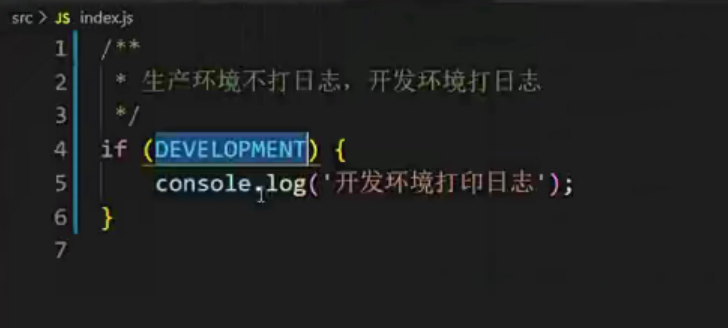 src > JS index.js
1 /**
2 * 生产环境不打日志，开发环境打日志
3 */
4 if (DEVELOPMENT) {
5 console.log('开发环境打印日志');
6 }
7